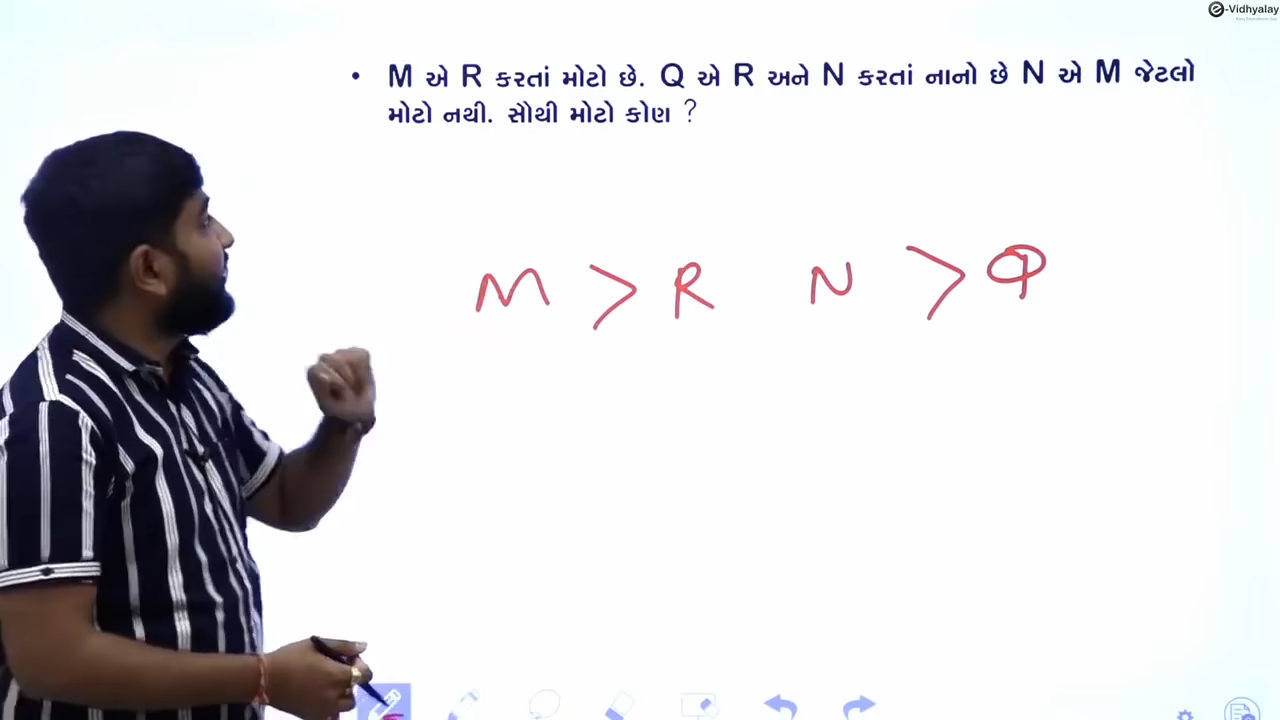 e-Vidhyalay
• M એ R કરતાં મોટો છે. Q એ R અને N કરતાં નાનો છે N એ M જેટલો
મોટો નથી. સૌથી મોટો કોણ ?
M > R N > Q